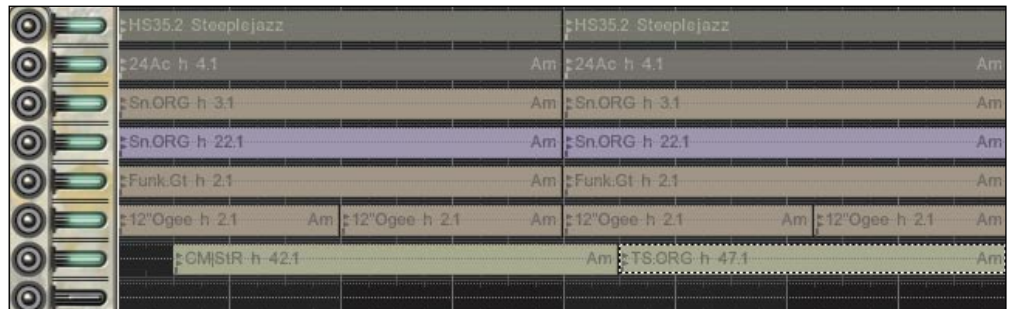 HS35.2 Steeplejazz HS35.2 Steeplejazz
24Ac h 4.1 Am 24Ac h 4.1 Am
Sn.ORG h 3.1 Am Sn.ORG h 3.1 Am
Sn.ORG h 22.1 Am Sn.ORG h 22.1 Am
Funk.Gt h 2.1 Am Funk.Gt h 2.1 Am
12"Ogee h 2.1 Am 12"Ogee h 2.1 12"Ogee h 2.1 Am 12"Ogee h 2.1 Am
CM|StR h 42.1 Am TS.ORG h 47.1 Am